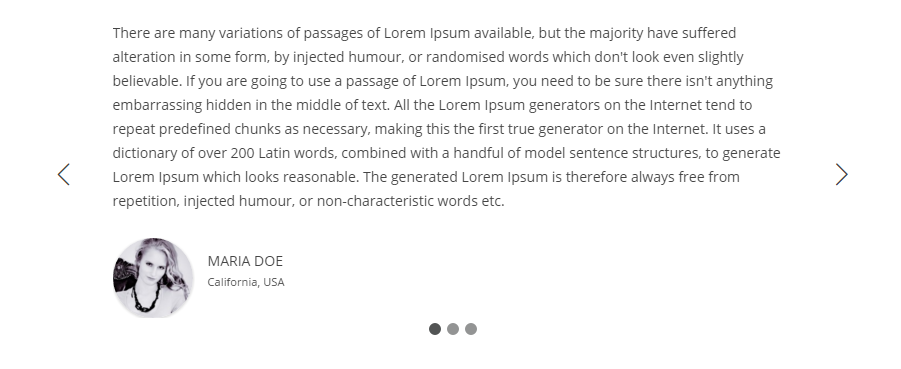 There are many variations of passages of Lorem Ipsum available, but the majority have suffered
alteration in some form, by injected humour, or randomised words which don't look even slightly
believable. If you are going to use a passage of Lorem Ipsum, you need to be sure there isn't anything
embarrassing hidden in the middle of text. All the Lorem Ipsum generators on the Internet tend to
repeat predefined chunks as necessary, making this the first true generator on the Internet. It uses a
dictionary of over 200 Latin words, combined with a handful of model sentence structures, to generate
Lorem Ipsum which looks reasonable. The generated Lorem Ipsum is therefore always free from
repetition, injected humour, or non-characteristic words etc.
MARIA DOE
California, USA